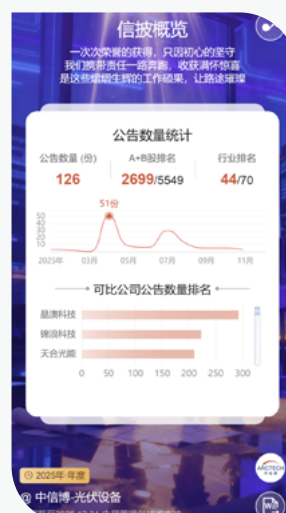 信披概览
一次次荣誉的获得，只因初心的坚守
我们携带责任一路奔跑，收获满怀惊喜
是这些熠熠生辉的工作硕果，让路途璀璨
公告数量统计
公告数量 (份) A+B股排名 行业排名
126 2699/5549 44/70
51份
50
40
30
20
10
2025年 03月 05月 07月 09月 11月
可比公司公告数量排名
晶澳科技
锦浪科技
天合光能
0 50 100 150 200 250 300
2025年 年度
ARCTECH
@ 中信博-光伏设备